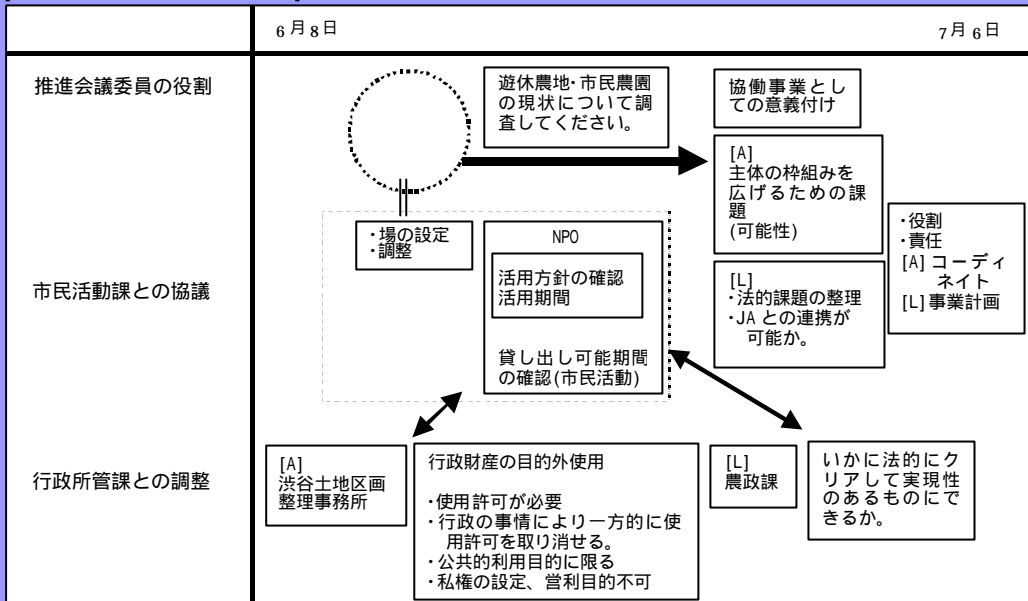 6月8日
7月6日
推進会議委員の役割
遊休農地・市民農園
の現状について調
査してください。
協働事業とし
ての意義付け
[A]
主体の枠組みを
広げるための課
題
(可能性)
・場の設定
・調整
NPO
活用方針の確認
活用期間
貸し出し可能期間
の確認(市民活動)
市民活動課との協議
[L]
・法的課題の整理
・JAとの連携が
可能か。
・役割
・責任
[A]コーディ
ネイト
[L]事業計画
行政所管課との調整
[A]
渋谷土地区画
整理事務所
行政財産の目的外使用
・使用許可が必要
・行政の事情により一方的に使
用許可を取り消せる。
・公共的利用目的に限る
・私権の設定、営利目的不可
[L]
農政課
いかに法的にク
リアして実現性
のあるものにで
きるか。